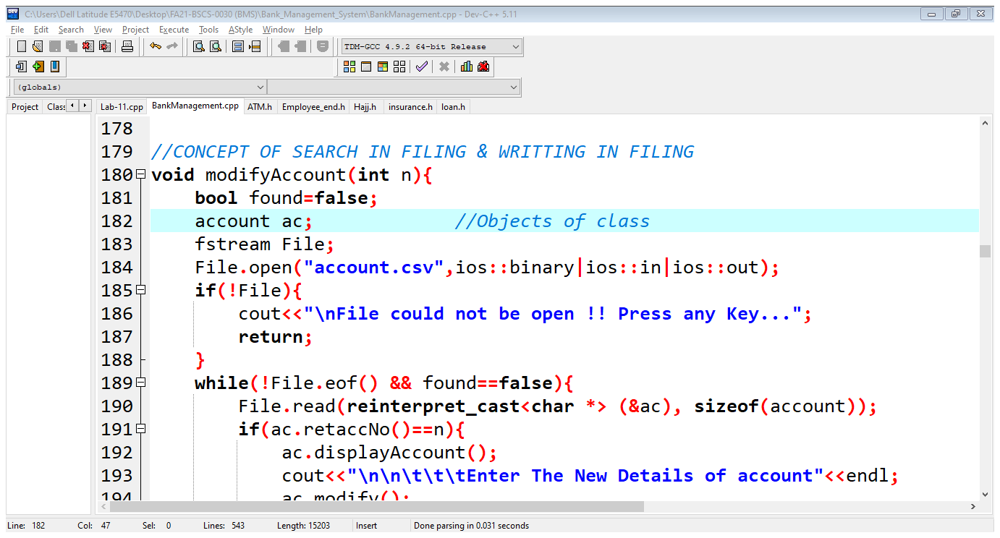 C:\Users\Dell Latitude E5470\Desktop\FA21-BSCS-0030 (BMS)\Bank_Management_System\BankManagement.cpp - Dev-C++ 5.11
File Edit Search View Project Execute Tools AStyle Window Help
TDM-GCC 4.9.2 64-bit Release
(globals)
Project Class Lab-11.cpp BankManagement.cpp ATM.h Employee_end.h Hajj.h insurance.h loan.h
178
179 //CONCEPT OF SEARCH IN FILING & WRITTING IN FILING
180 void modifyAccount(int n){
181 bool found=false;
182 account ac; //Objects of class
183 fstream File;
184 File.open("account.csv",ios::binary|ios::in|ios::out);
185 if(!File){
186 cout<<"\nFile could not be open !! Press any Key...";
187 return;
188 }
189 while(!File.eof() && found==false){
190 File.read(reinterpret_cast<char *> (&ac), sizeof(account));
191 if(ac.retaccNo()==n){
192 ac.displayAccount();
193 cout<<"\n\n\t\t\tEnter The New Details of account"<<endl;
194 ac.modify();
Line: 182 Col: 47 Sel: 0 Lines: 543 Length: 15203 Insert Done parsing in 0.031 seconds